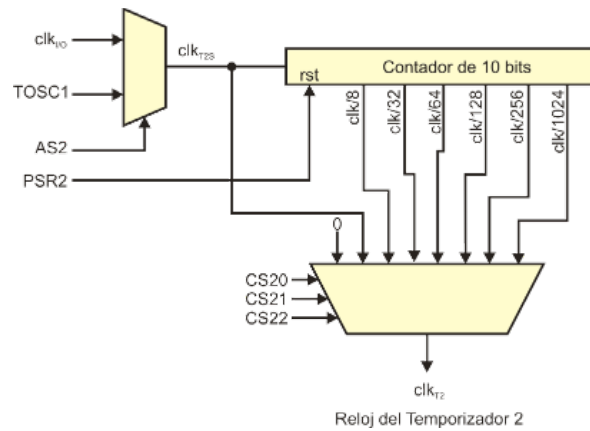 clkI/O
clkT2S
TOSC1
AS2
PSR2
Contador de 10 bits
rst
clk/8
clk/32
clk/64
clk/128
clk/256
clk/1024
0
CS20
CS21
CS22
clkT2
Reloj del Temporizador 2